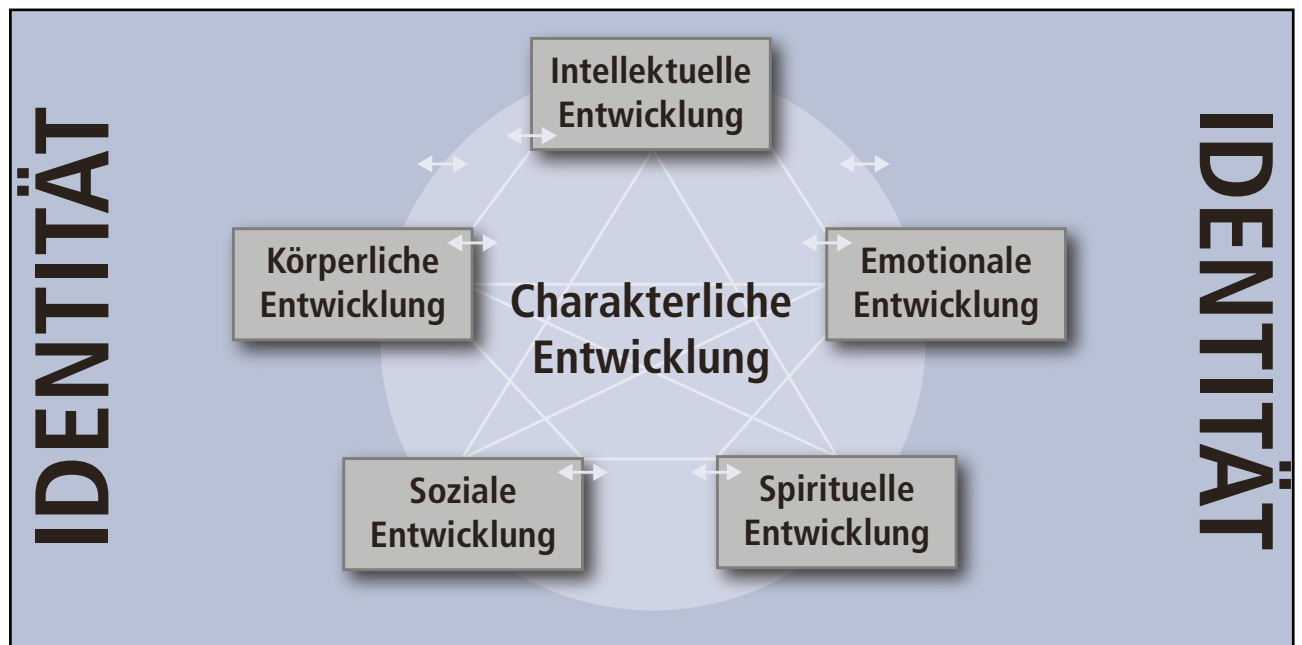 IDENTITÄT
Intellektuelle
Entwicklung
Körperliche
Entwicklung
Charakterliche
Entwicklung
Emotionale
Entwicklung
Soziale
Entwicklung
Spirituelle
Entwicklung
IDENTITÄT